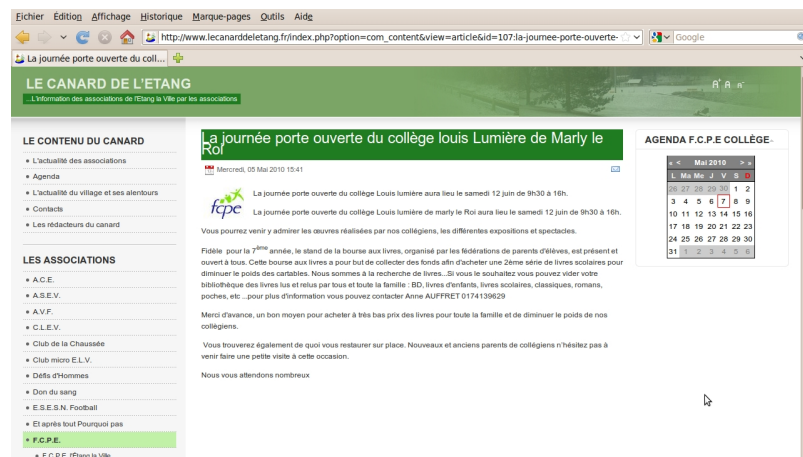 Fichier Édition Affichage Historique Marque-pages Outils Aide
http://www.lecanarddeletang.fr/index.php?option=com_content&view=article&id=107:la-journee-porte-ouverte-
Google
La journée porte ouverte du coll...
LE CANARD DE L'ETANG
...L'information des associations de l'Etang la Ville par les associations
LE CONTENU DU CANARD
L'actualité des associations
Agenda
L'actualité du village et ses alentours
Contacts
Les rédacteurs du canard
LES ASSOCIATIONS
A.C.E.
A.S.E.V.
A.V.F.
C.L.E.V.
Club de la Chaussée
Club micro E.L.V.
Défis d'Hommes
Don du sang
E.S.E.S.N. Football
Et après tout Pourquoi pas
F.C.P.E.
F.C.P.E. l'Étang la Ville
La journée porte ouverte du collège louis Lumière de Marly le
Roi
Mercredi, 05 Mai 2010 15:41
fcpe
La journée porte ouverte du collège Louis lumière aura lieu le samedi 12 juin de 9h30 à 16h.
La journée porte ouverte du collège Louis lumière de marly le Roi aura lieu le samedi 12 juin de 9h30 à 16h.
Vous pourrez venir y admirer les œuvres réalisées par nos collégiens, les différentes expositions et spectacles.
Fidèle pour la 7ème année, le stand de la bourse aux livres, organisé par les fédérations de parents d'élèves, est présent et
ouvert à tous. Cette bourse aux livres a pour but de collecter des fonds afin d'acheter une 2ème série de livres scolaires pour
diminuer le poids des cartables. Nous sommes à la recherche de livres...Si vous le souhaitez vous pouvez vider votre
bibliothèque des livres lus et relus par tous et toute la famille : BD, livres d'enfants, livres scolaires, classiques, romans,
poches, etc ...pour plus d'information vous pouvez contacter Anne AUFFRET 0174139629
Merci d'avance, un bon moyen pour acheter à très bas prix des livres pour toute la famille et de diminuer le poids de nos
collégiens.
Vous trouverez également de quoi vous restaurer sur place. Nouveaux et anciens parents de collégiens n'hésitez pas à
venir faire une petite visite à cette occasion.
Nous vous attendons nombreux
AGENDA F.C.P.E COLLÈGE
« < Mai 2010 > »
L Ma Me J V S D
26 27 28 29 30 1 2
3 4 5 6 7 8 9
10 11 12 13 14 15 16
17 18 19 20 21 22 23
24 25 26 27 28 29 30
31 1 2 3 4 5 6